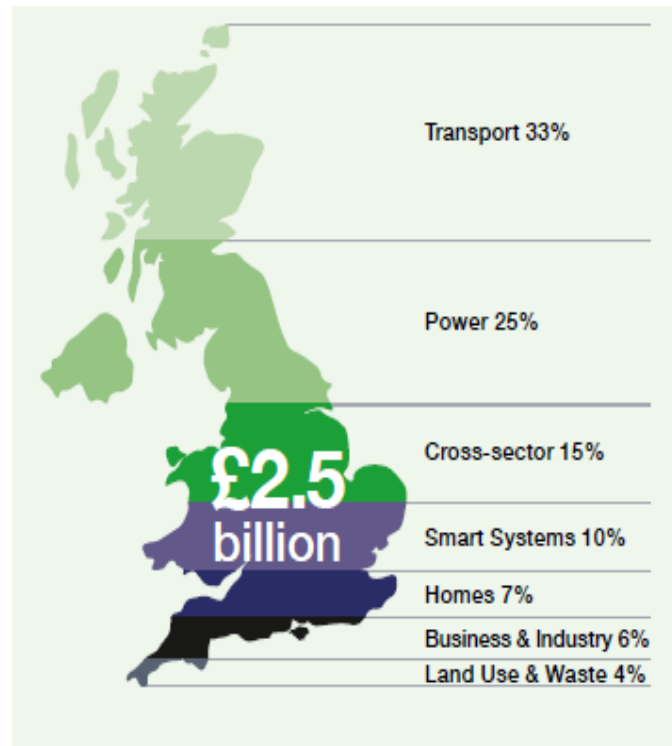 Transport 33%
Power 25%
Cross-sector 15%
£2.5
billion
Smart Systems 10%
Homes 7%
Business & Industry 6%
Land Use & Waste 4%